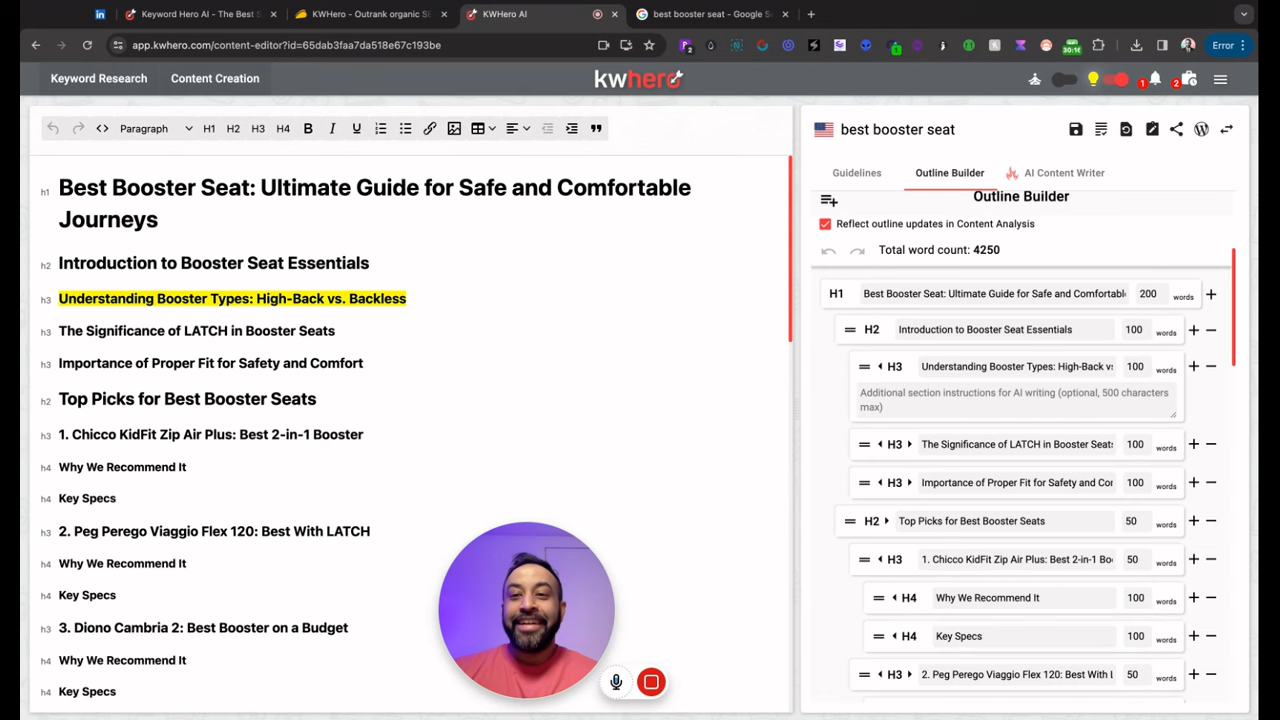 Keyword Hero AI - The Best S
KWHero - Outrank organic SE
KWHero AI
best booster seat - Google Se
app.kwhero.com/content-editor?id=65dab3faa7da518e67c193be
2
1
30:16
Error
Keyword Research
Content Creation
kwhero
1
2
Paragraph
H1
H2
H3
H4
B
I
U
h1 Best Booster Seat: Ultimate Guide for Safe and Comfortable
Journeys
h2 Introduction to Booster Seat Essentials
h3 Understanding Booster Types: High-Back vs. Backless
h3 The Significance of LATCH in Booster Seats
h3 Importance of Proper Fit for Safety and Comfort
h2 Top Picks for Best Booster Seats
h3 1. Chicco KidFit Zip Air Plus: Best 2-in-1 Booster
h4 Why We Recommend It
h4 Key Specs
h3 2. Peg Perego Viaggio Flex 120: Best With LATCH
h4 Why We Recommend It
h4 Key Specs
h3 3. Diono Cambria 2: Best Booster on a Budget
h4 Why We Recommend It
h4 Key Specs
best booster seat
Guidelines
Outline Builder
AI Content Writer
Outline Builder
Reflect outline updates in Content Analysis
Total word count: 4250
H1 Best Booster Seat: Ultimate Guide for Safe and Comfortabl 200 words
H2 Introduction to Booster Seat Essentials 100 words
H3 Understanding Booster Types: High-Back v 100 words
Additional section instructions for AI writing (optional, 500 characters
max)
H3 The Significance of LATCH in Booster Seat 100 words
H3 Importance of Proper Fit for Safety and Co 100 words
H2 Top Picks for Best Booster Seats 50 words
H3 1. Chicco KidFit Zip Air Plus: Best 2-in-1 Bo 50 words
H4 Why We Recommend It 100 words
H4 Key Specs 100 words
H3 2. Peg Perego Viaggio Flex 120: Best With 50 words